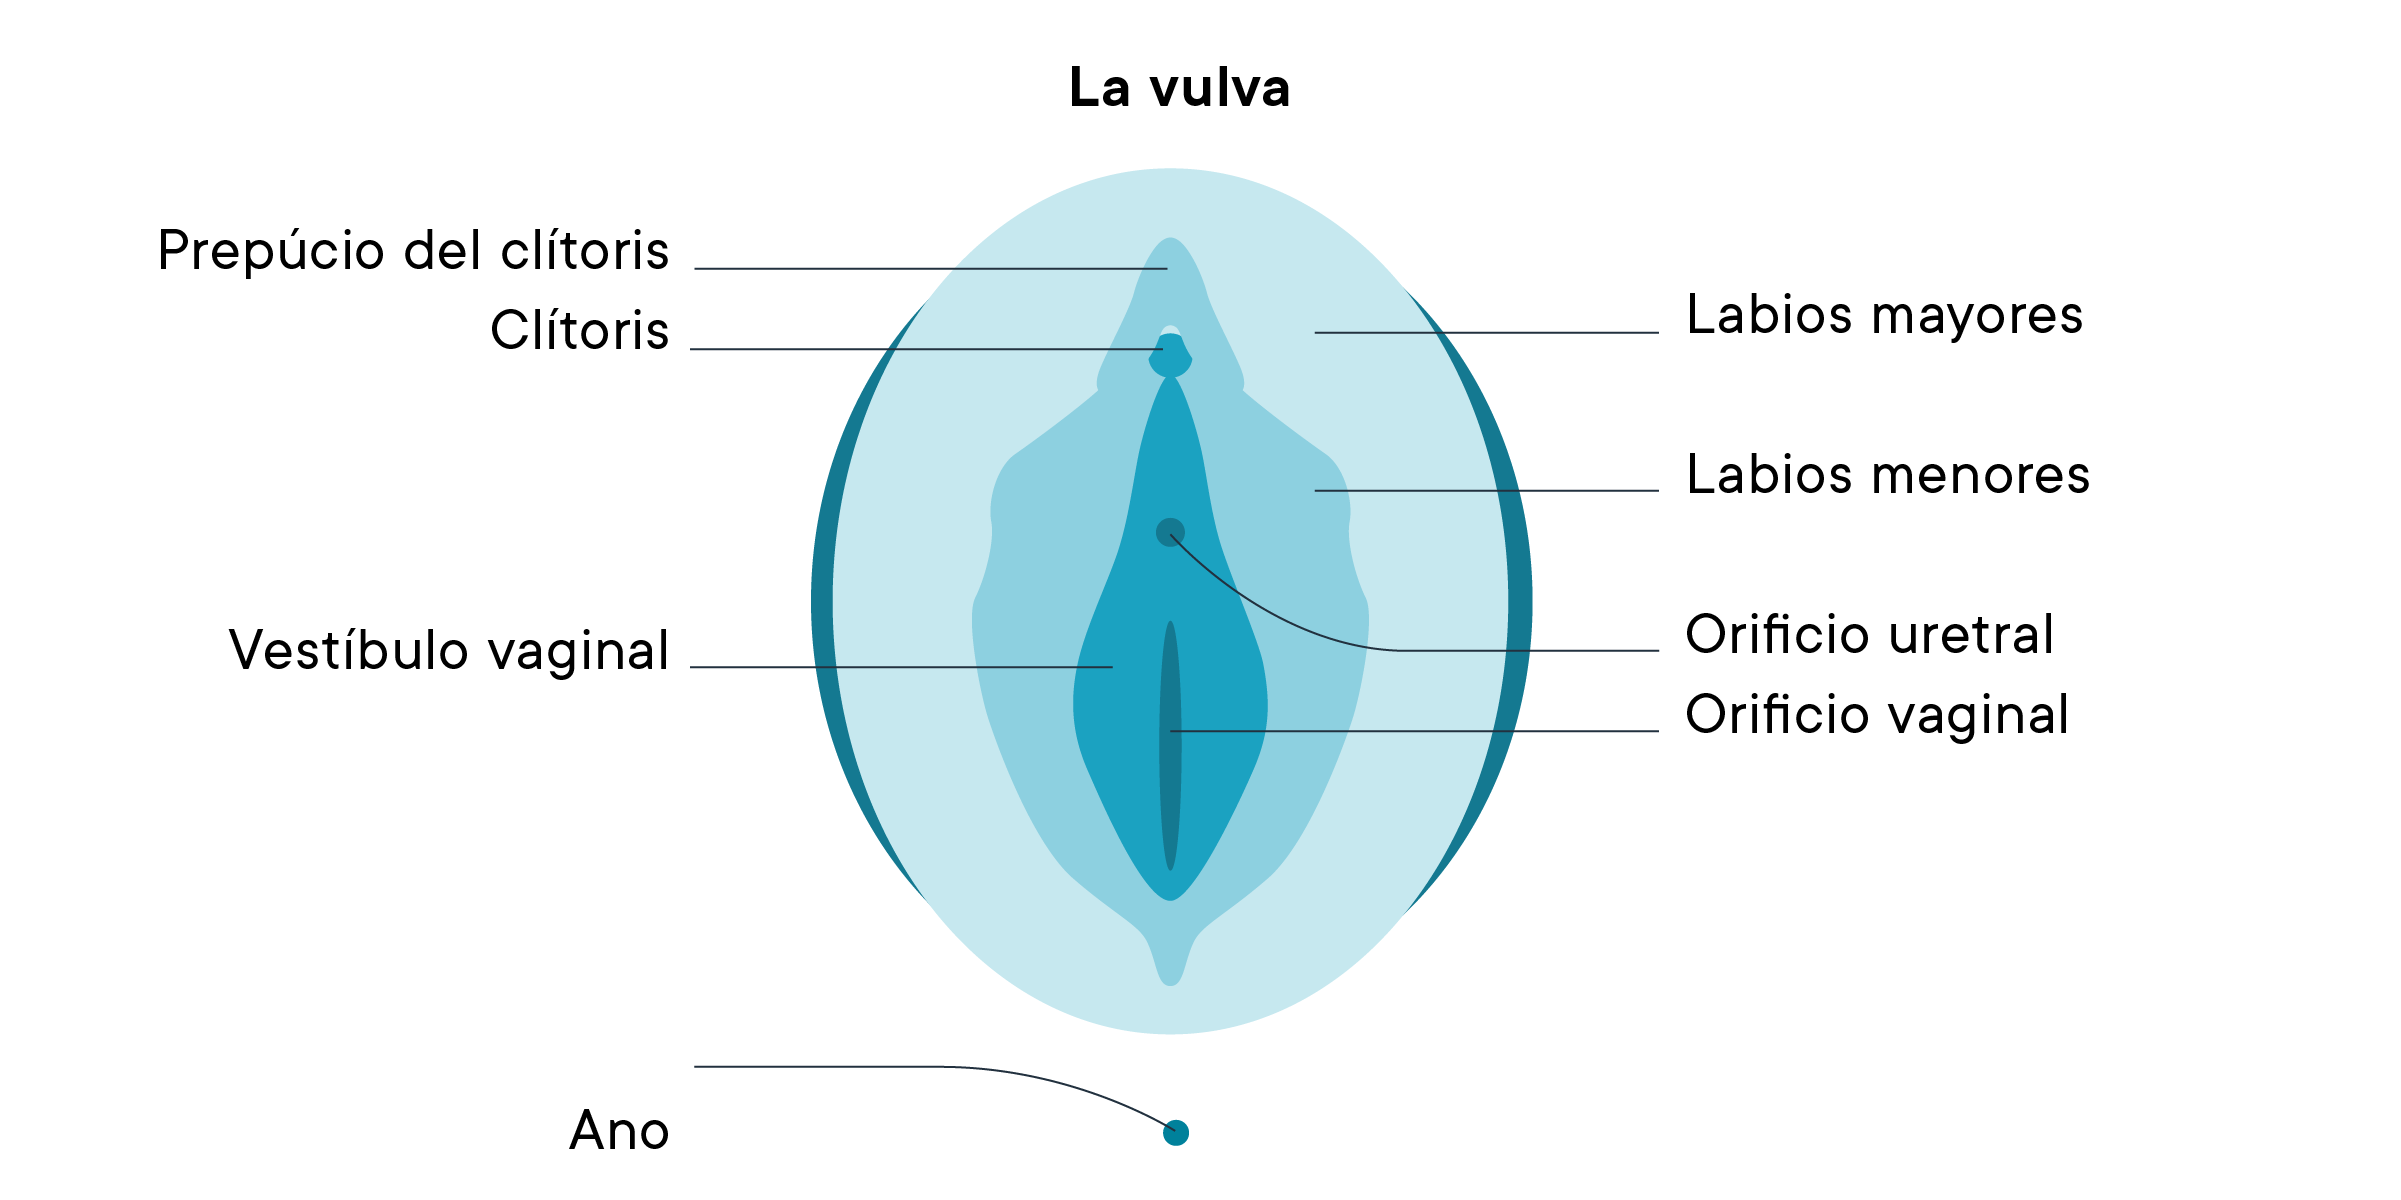 La vulva
Prepúcio del clítoris
Clítoris
Vestíbulo vaginal
Ano
Labios mayores
Labios menores
Orificio uretral
Orificio vaginal